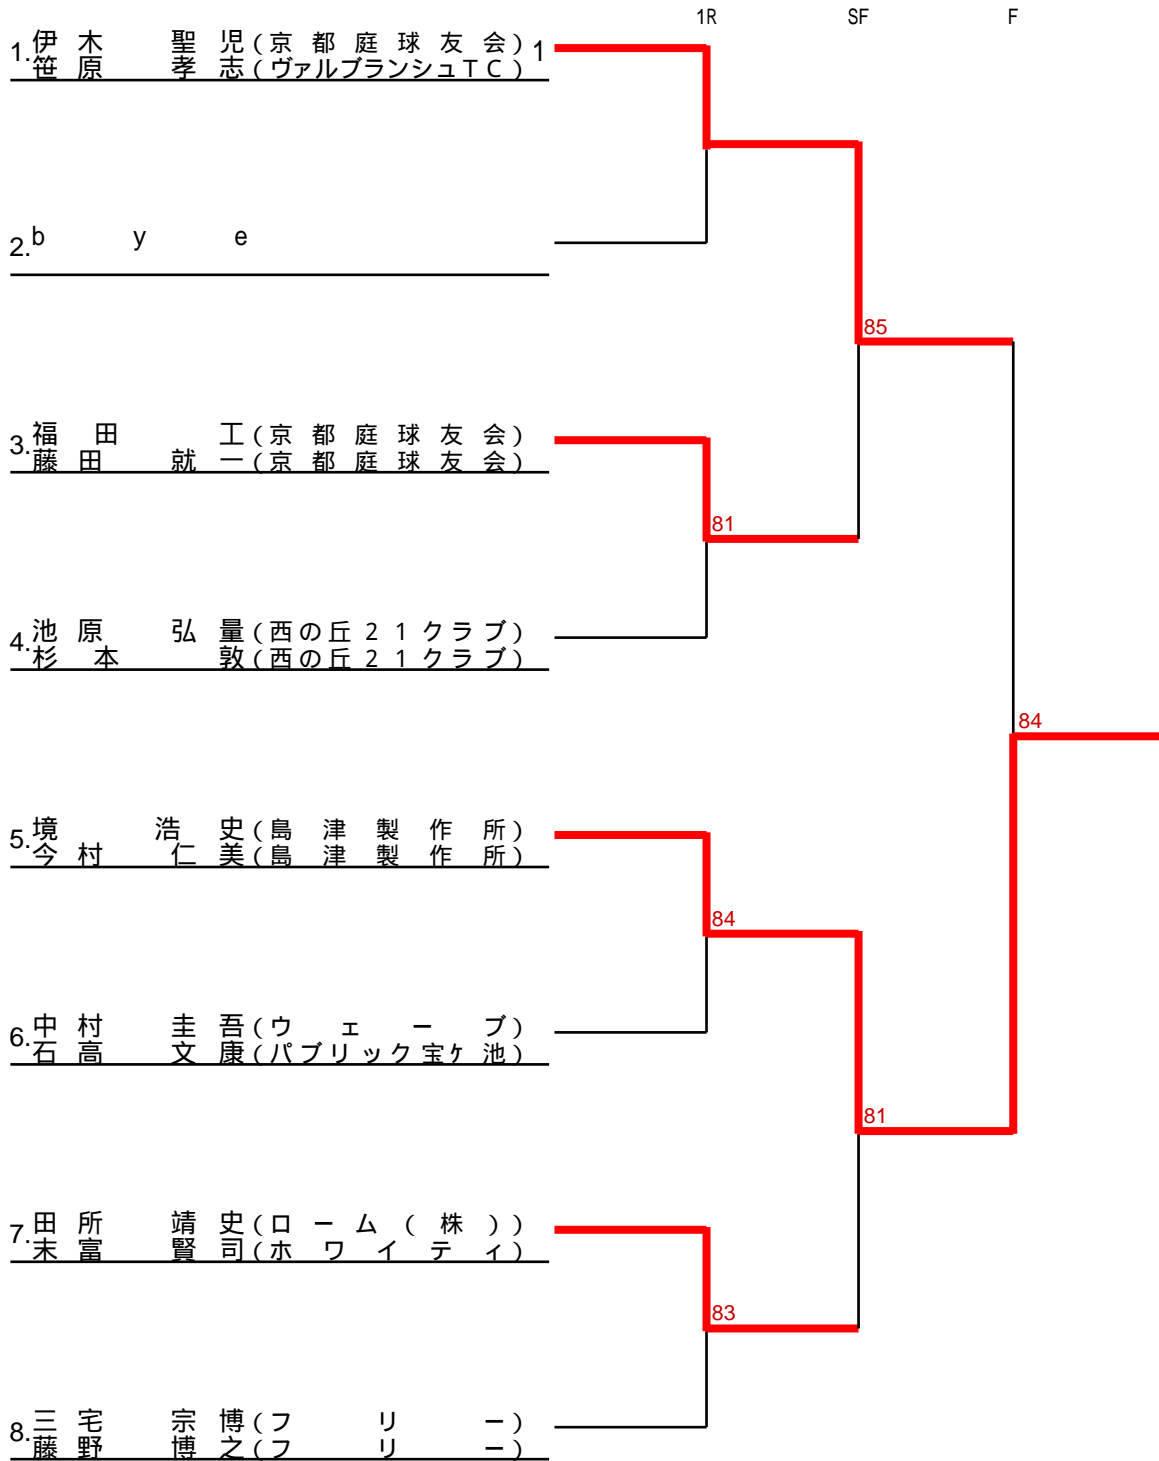 1R SF F
1. 伊木 聖児(京都庭球友会) 1
笹原 孝志(ヴァルブランシュTC)
2. bye
85
3. 福田 工(京都庭球友会)
藤田 就一(京都庭球友会)
81
4. 池原 弘量(西の丘21クラブ)
杉本 敦(西の丘21クラブ)
84
5. 境 浩史(島津製作所)
今村 仁美(島津製作所)
84
6. 中村 圭吾(ウェーブ)
石高 文康(パブリック宝ケ池)
81
7. 田所 靖史(ローム(株))
末富 賢司(ホワイティ)
83
8. 三宅 宗博(フリー)
藤野 博之(フリー)